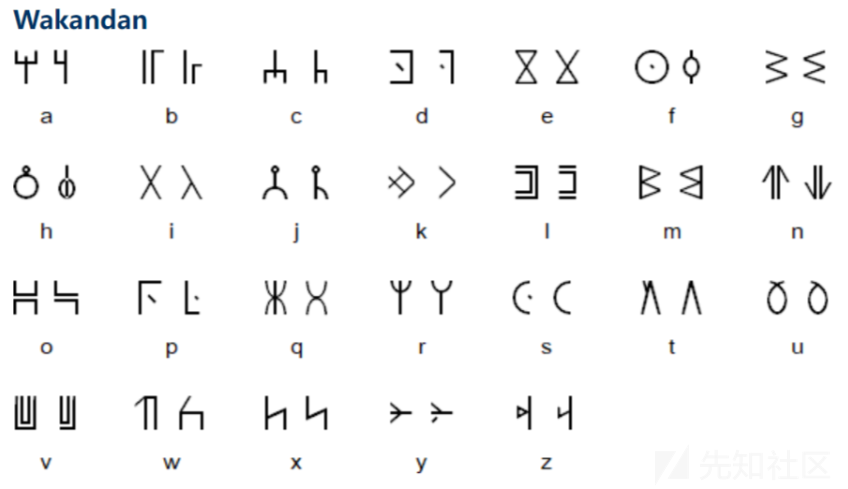 Wakandan
a b c d e f g
h i j k l m n
o p q r s t u
v w x y z
先知社区